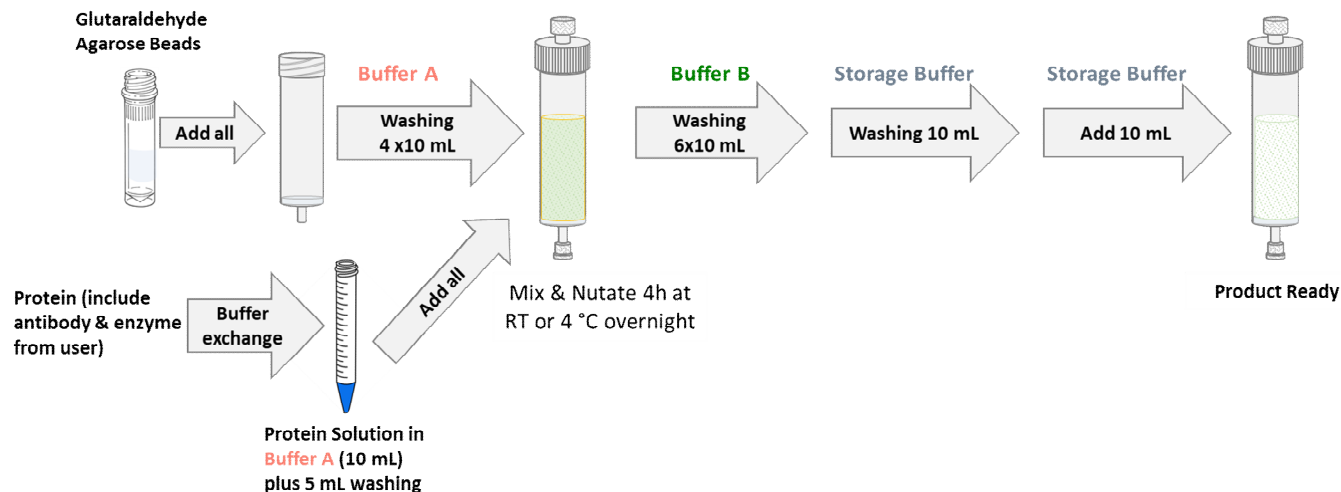 Glutaraldehyde
Agarose Beads
Add all
Buffer A
Washing
4 x10 mL
Buffer B
Washing
6x10 mL
Storage Buffer
Washing 10 mL
Storage Buffer
Add 10 mL
Protein (include
antibody & enzyme
from user)
Buffer
exchange
Add all
Mix & Nutate 4h at
RT or 4 °C overnight
Product Ready
Protein Solution in
Buffer A (10 mL)
plus 5 mL washing